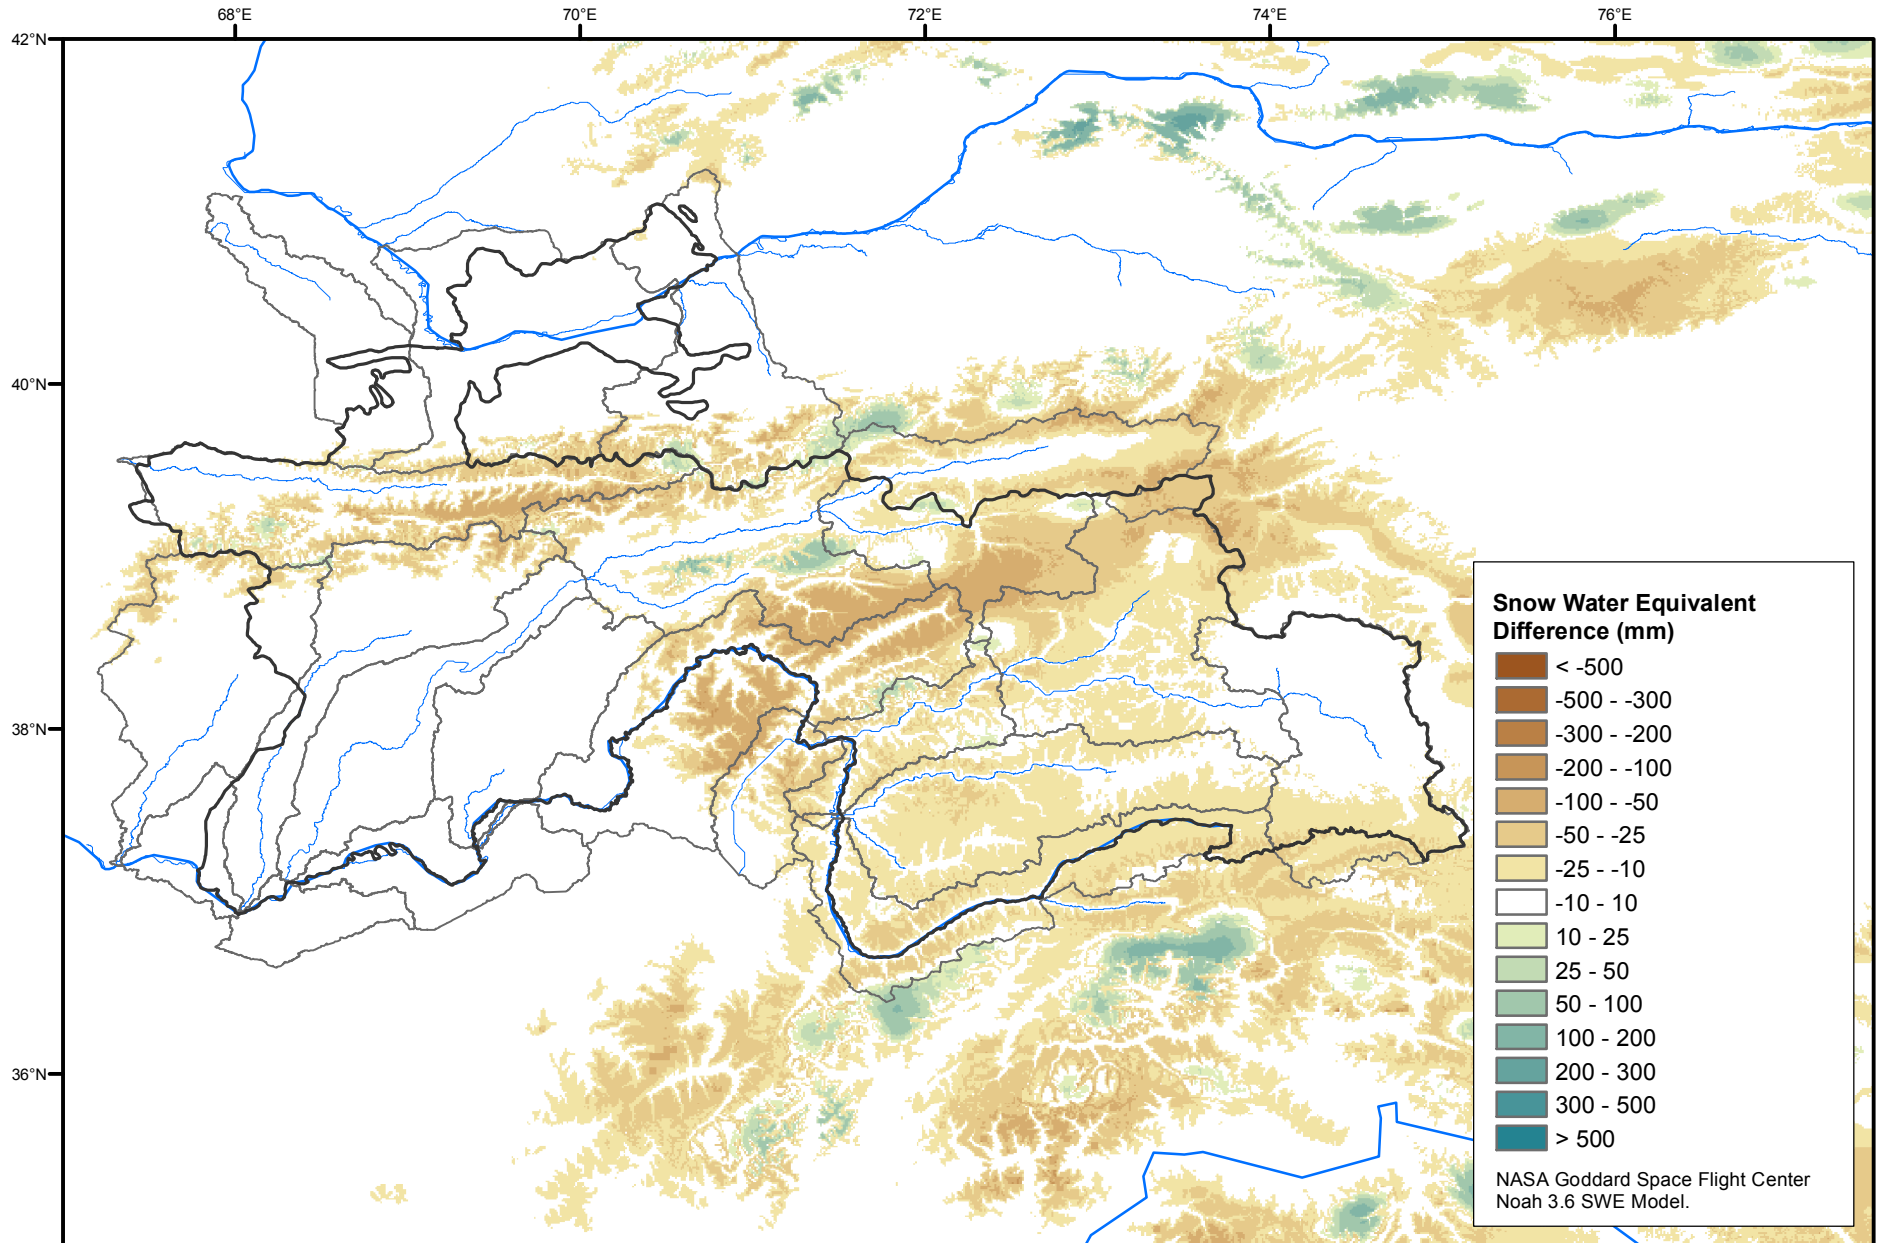 68°E 70°E 72°E 74°E 76°E
42°N
40°N
38°N
36°N
Snow Water Equivalent
Difference (mm)
< -500
-500 - -300
-300 - -200
-200 - -100
-100 - -50
-50 - -25
-25 - -10
-10 - 10
10 - 25
25 - 50
50 - 100
100 - 200
200 - 300
300 - 500
> 500
NASA Goddard Space Flight Center
Noah 3.6 SWE Model.